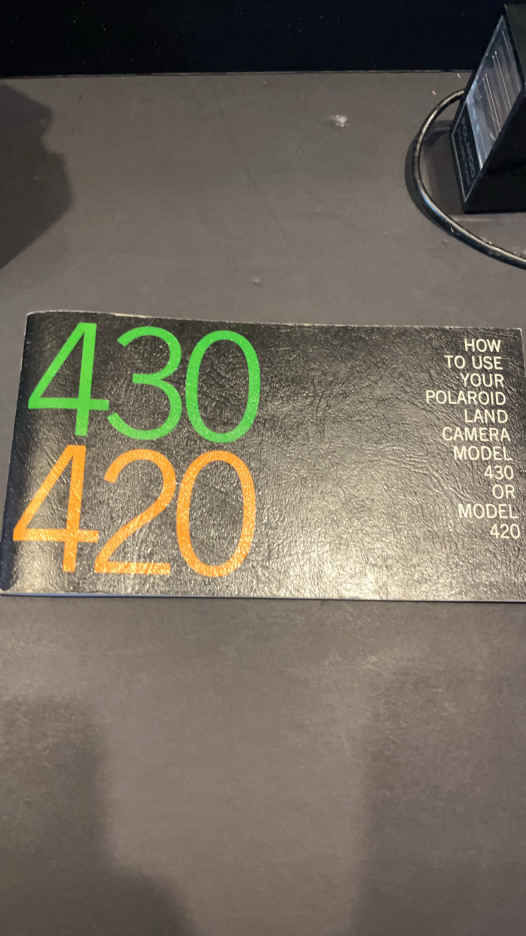 430
420
HOW
TO USE
YOUR
POLAROID
LAND
CAMERA
MODEL
430
OR
MODEL
420